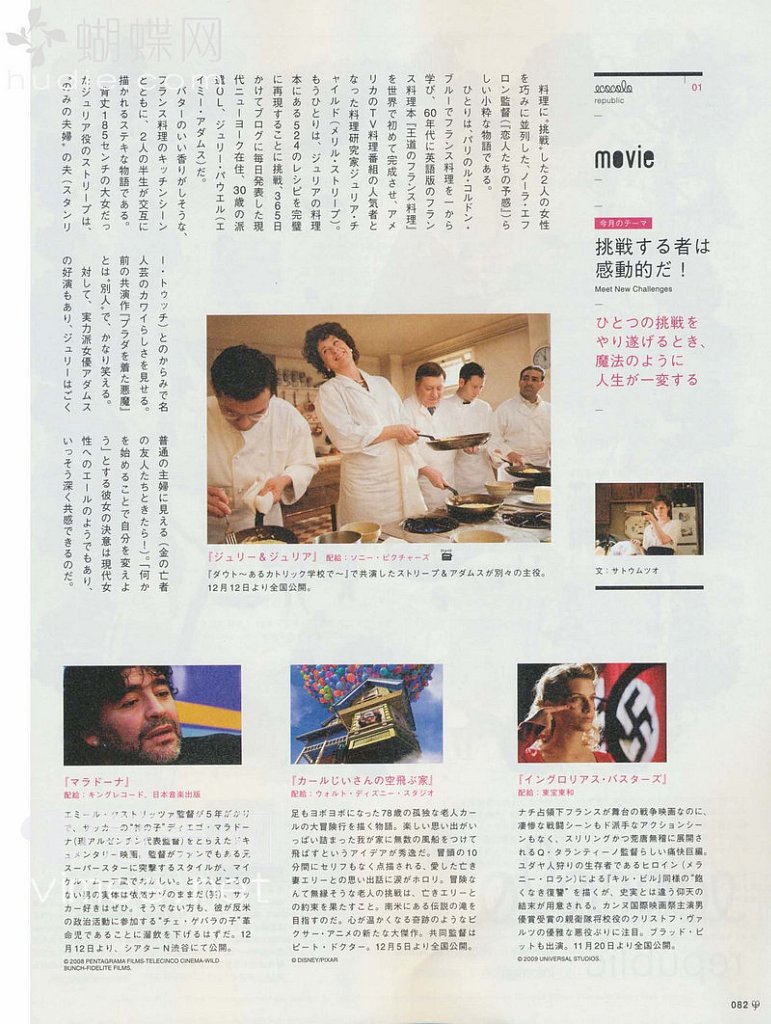 蝴蝶网
ecocolo
republic
01
movie
今月のテーマ
挑戦する者は
感動的だ！
Meet New Challenges
ひとつの挑戦を
やり遂げるとき、
魔法のように
人生が一変する
文：サトウムツオ
料理に“挑戦”した2人の女性
を巧みに並列した、ノーラ・エフ
ロン監督（『恋人たちの予感』）ら
しい小粋な物語である。
ひとりは、パリのル・コルドン・
ブルーでフランス料理を一から
学び、60年代に英語版のフラン
ス料理本『王道のフランス料理』
を世界で初めて完成させ、アメ
リカのTV料理番組の人気者と
なった料理研究家ジュリア・チ
ャイルド（メリル・ストリープ）。
もうひとりは、ジュリアの料理
本にある524のレシピを完璧
に再現することに挑戦、365日
かけてブログに毎日発表した現
代ニューヨーク在住、30歳の派
遣OL、ジュリー・パウエル（エ
イミー・アダムス）だ。
バターのいい香りがしそうな、
フランス料理のキッチンシーン
とともに、2人の半生が交互に
描かれるステキな物語である。
背丈185センチの大女だっ
たジュリア役のストリープは、
のみの夫婦”の夫（スタンリ
ー・トゥッチ）とのからみで名
人芸のカワイらしさを見せる。
前の共演作『プラダを着た悪魔』
とは“別人”で、かなり笑える。
対して、実力派女優アダムス
の好演もあり、ジュリーはごく
普通の主婦に見える（金の亡者
の友人たちときたら！）。「何か
を始めることで自分を変えよ
う」とする彼女の決意は現代女
性へのエールのようでもあり、
いっそう深く共感できるのだ。
『ジュリー＆ジュリア』 配給：ソニー・ピクチャーズ
『ダウト〜あるカトリック学校で〜』で共演したストリープ＆アダムスが別々の主役。
12月12日より全国公開。
『マラドーナ』
配給：キングレコード、日本音楽出版
エミール・クストリッツァ監督が5年がかり
で、サッカーの“神の子”ディエゴ・マラドー
ナ（現アルゼンチン代表監督）をとらえたドキ
ュメンタリー映画。監督がファンでもある元
スーパースターに突撃するスタイルが、マイ
ケル・ムーア風でおかしい。とらえどころの
ない男の実体は依然ナゾのままだ（笑）。サッ
カー好きはぜひ。そうでない方も、彼が反米
の政治活動に参加する“チェ・ゲバラの子”革
命児であることに溜飲を下げるはずだ。12
月12日より、シアターN渋谷にて公開。
© 2008 PENTAGRAMA FILMS-TELECINCO CINEMA-WILD
BUNCH-FIDELITE FILMS.
『カールじいさんの空飛ぶ家』
配給：ウォルト・ディズニー・スタジオ
足もヨボヨボになった78歳の孤独な老人カー
ルの大冒険行を描く物語。楽しい思い出がい
っぱい詰まった我が家に無数の風船をつけて
飛ばすというアイデアが秀逸だ。冒頭の10
分間にセリフもなく点描される、愛した亡き
妻エリーとの思い出話に涙がホロリ。冒険な
んて無縁そうな老人の挑戦は、亡きエリーと
の約束を果たすこと。南米にある伝説の滝を
目指すのだ。心が温かくなる奇跡のようなピ
クサー・アニメの新たな大傑作。共同監督は
ピート・ドクター。12月5日より全国公開。
© DISNEY/PIXAR
『イングロリアス・バスターズ』
配給：東宝東和
ナチ占領下フランスが舞台の戦争映画なのに、
凄惨な戦闘シーンもド派手なアクションシー
ンもなく、スリリングかつ荒唐無稽に展開さ
れるQ・タランティーノ監督らしい痛快巨編。
ユダヤ人狩りの生存者であるヒロイン（メラ
ニー・ロラン）による『キル・ビル』同様の“飽
くなき復讐”を描くが、史実とは違う仰天の
結末が用意される。カンヌ国際映画祭主演男
優賞受賞の親衛隊将校役のクリストフ・ヴァ
ルツの優雅な悪役ぶりに注目。ブラッド・ピ
ットも出演。11月20日より全国公開。
© 2009 UNIVERSAL STUDIOS.
082